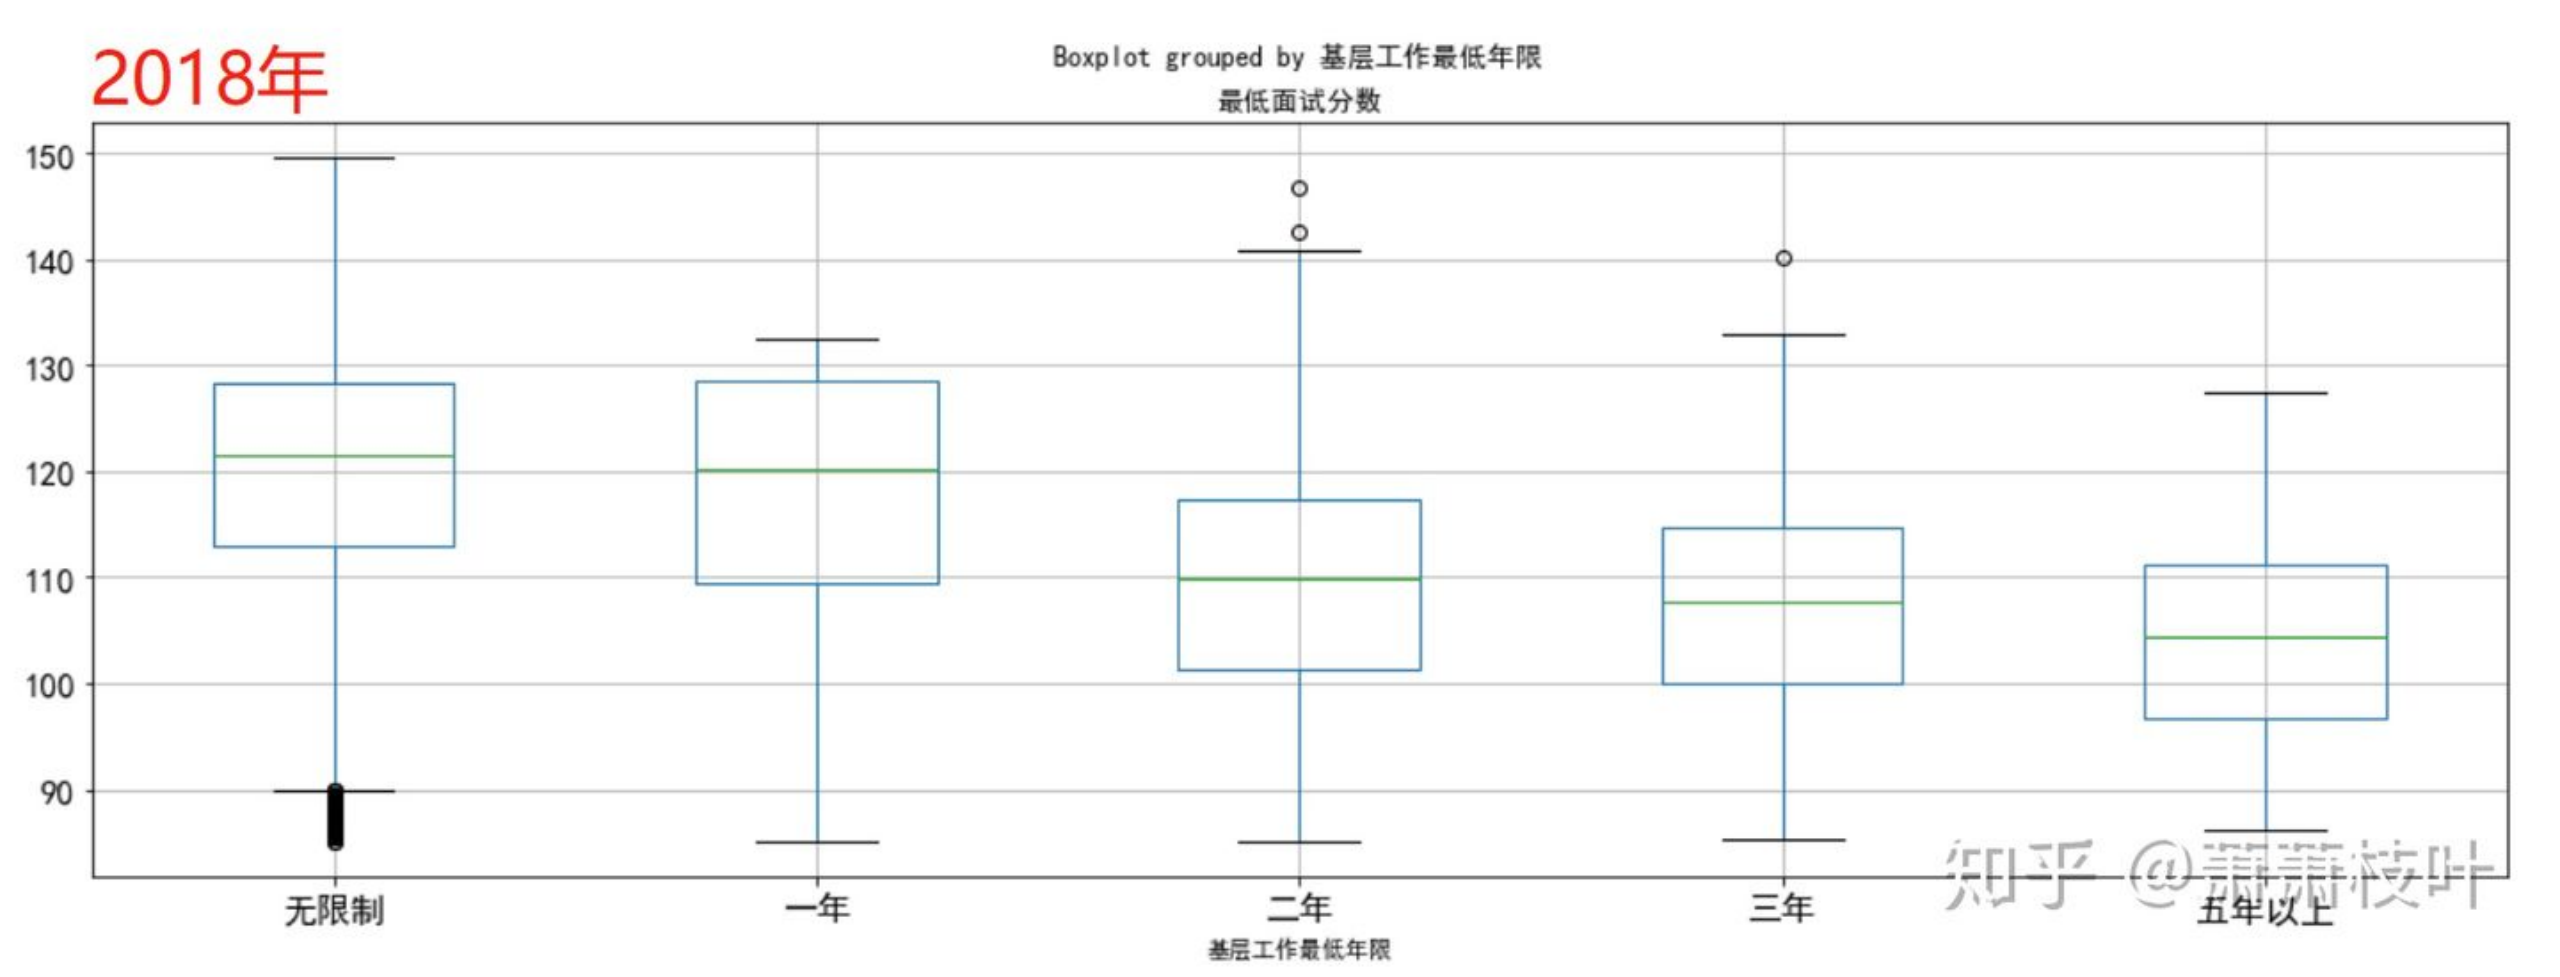 2018年
Boxplot grouped by 基层工作最低年限
最低面试分数
150
140
130
120
110
100
90
无限制
一年
二年
三年
五年以上
基层工作最低年限
知乎 @萧萧枝叶